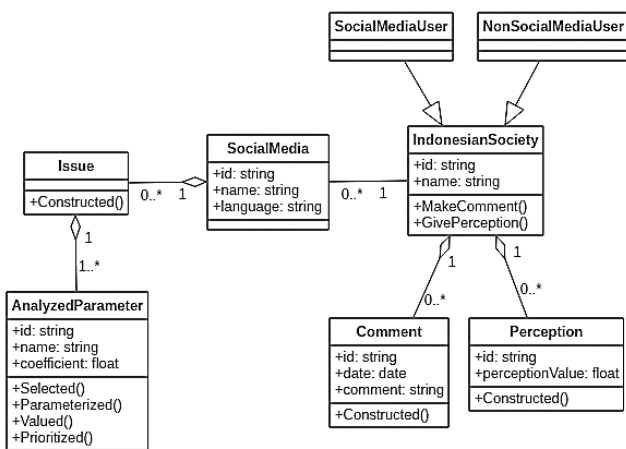 SocialMediaUser
NonSocialMediaUser
IndonesianSociety
+id: string
+name: string
+MakeComment()
+GivePerception()
SocialMedia
+id: string
+name: string
+language: string
Issue
+Constructed()
0..*
1
0..*
1
1
1..*
1
0..*
1
0..*
AnalyzedParameter
+id: string
+name: string
+coefficient: float
+Selected()
+Parameterized()
+Valued()
+Prioritized()
Comment
+id: string
+date: date
+comment: string
+Constructed()
Perception
+id: string
+perceptionValue: float
+Constructed()